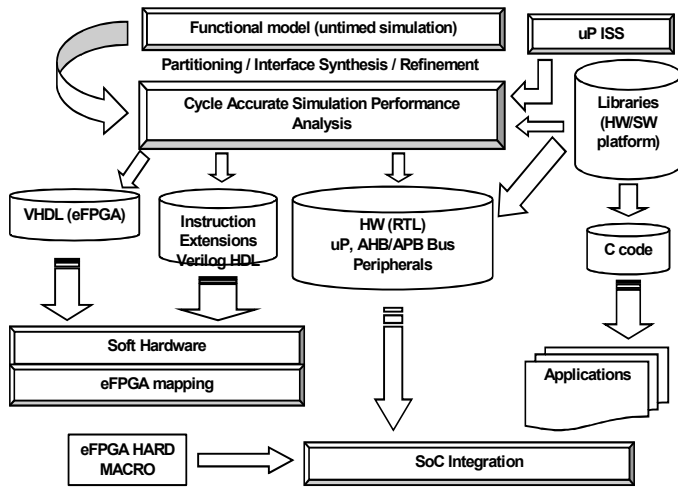 Functional model (untimed simulation)
uP ISS
Partitioning / Interface Synthesis / Refinement
Cycle Accurate Simulation Performance
Analysis
Libraries
(HW/SW
platform)
VHDL (eFPGA)
Instruction
Extensions
Verilog HDL
HW (RTL)
uP, AHB/APB Bus
Peripherals
C code
Soft Hardware
eFPGA mapping
Applications
eFPGA HARD
MACRO
SoC Integration